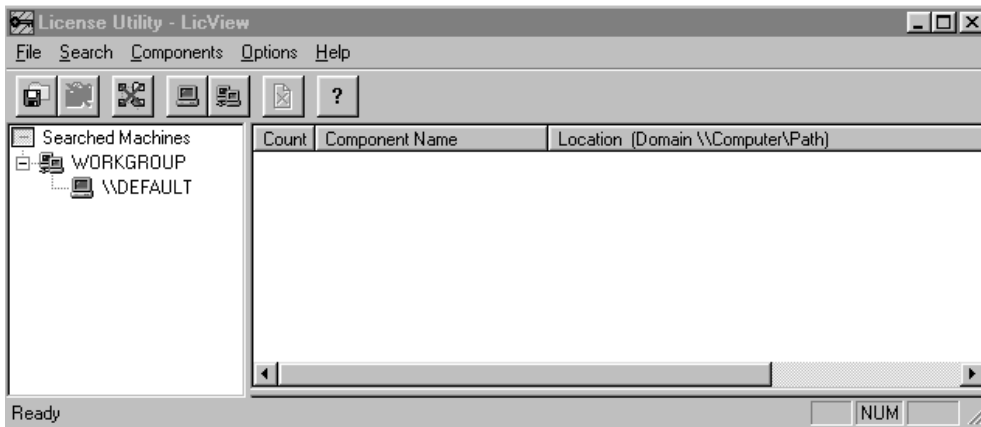 License Utility - LicView
File Search Components Options Help
?
Searched Machines
WORKGROUP
\\DEFAULT
Count Component Name Location (Domain \\Computer\Path)
Ready
NUM